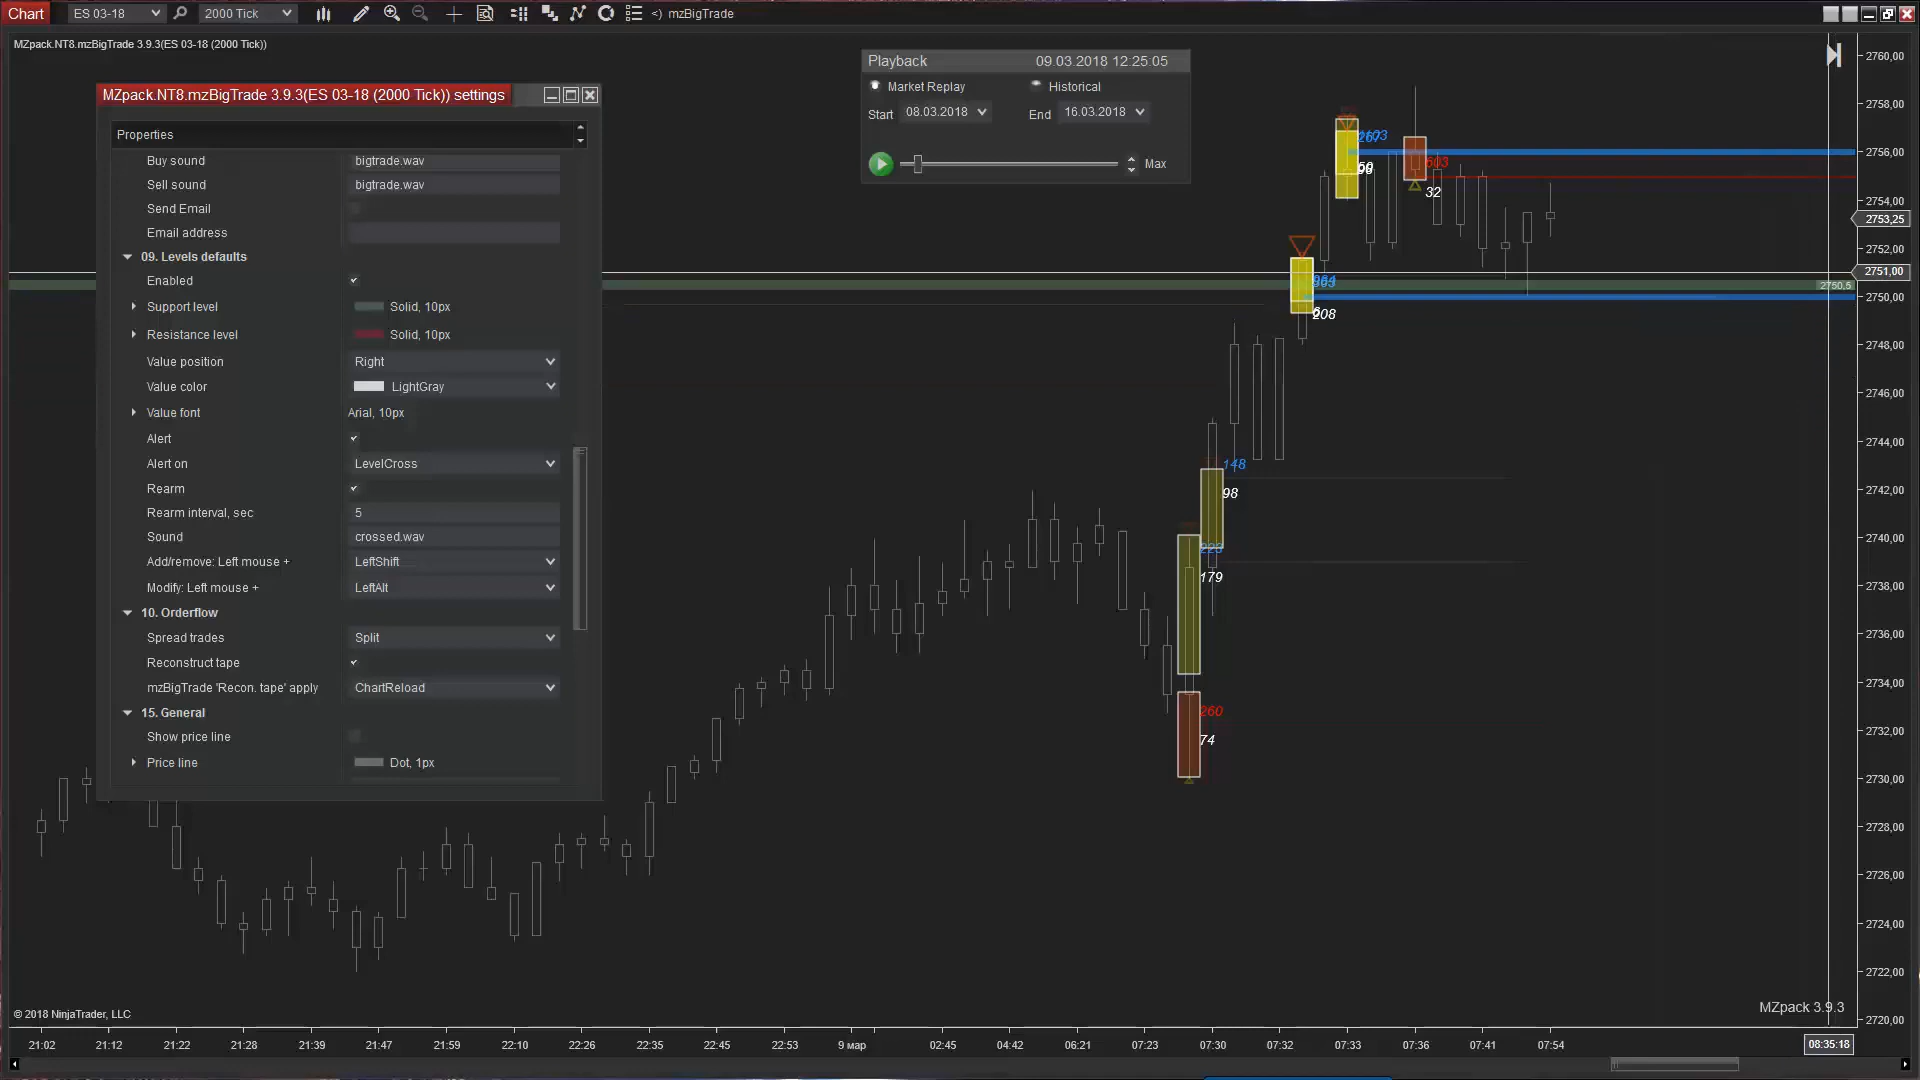 Chart
ES 03-18
2000 Tick
mzBigTrade
MZpack.NT8.mzBigTrade 3.9.3(ES 03-18 (2000 Tick))
Playback 09.03.2018 12:25:05
Market Replay
Historical
Start 08.03.2018
End 16.03.2018
Max
MZpack.NT8.mzBigTrade 3.9.3(ES 03-18 (2000 Tick)) settings
Properties
Buy sound bigtrade.wav
Sell sound bigtrade.wav
Send Email
Email address
09. Levels defaults
Enabled
Support level Solid, 10px
Resistance level Solid, 10px
Value position Right
Value color LightGray
Value font Arial, 10px
Alert
Alert on LevelCross
Rearm
Rearm interval, sec 5
Sound crossed.wav
Add/remove: Left mouse + LeftShift
Modify: Left mouse + LeftAlt
10. Orderflow
Spread trades Split
Reconstruct tape
mzBigTrade 'Recon. tape' apply ChartReload
15. General
Show price line
Price line Dot, 1px
503
32
208
148
98
223
179
260
74
2760,00
2758,00
2756,00
2754,00
2753,25
2752,00
2751,00
2750,5
2750,00
2748,00
2746,00
2744,00
2742,00
2740,00
2738,00
2736,00
2734,00
2732,00
2730,00
2728,00
2726,00
2724,00
2722,00
2720,00
MZpack 3.9.3
© 2018 NinjaTrader, LLC
21:02 21:12 21:22 21:28 21:39 21:47 21:59 22:10 22:26 22:35 22:45 22:53 9 мар 02:45 04:42 06:21 07:23 07:30 07:32 07:33 07:36 07:41 07:54 08:35:18